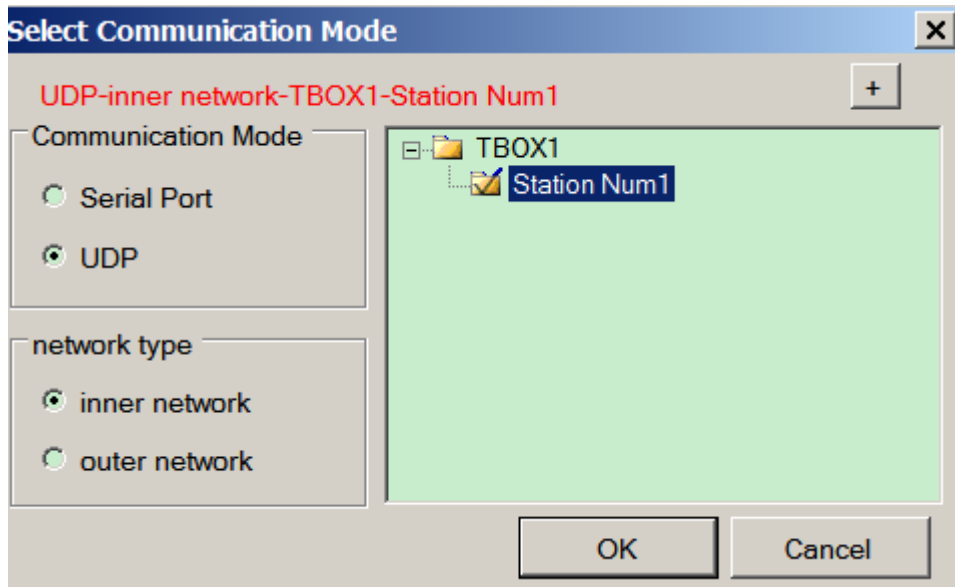 Select Communication Mode
UDP-inner network-TBOX1-Station Num1
+
Communication Mode
Serial Port
UDP
network type
inner network
outer network
TBOX1
Station Num1
OK
Cancel